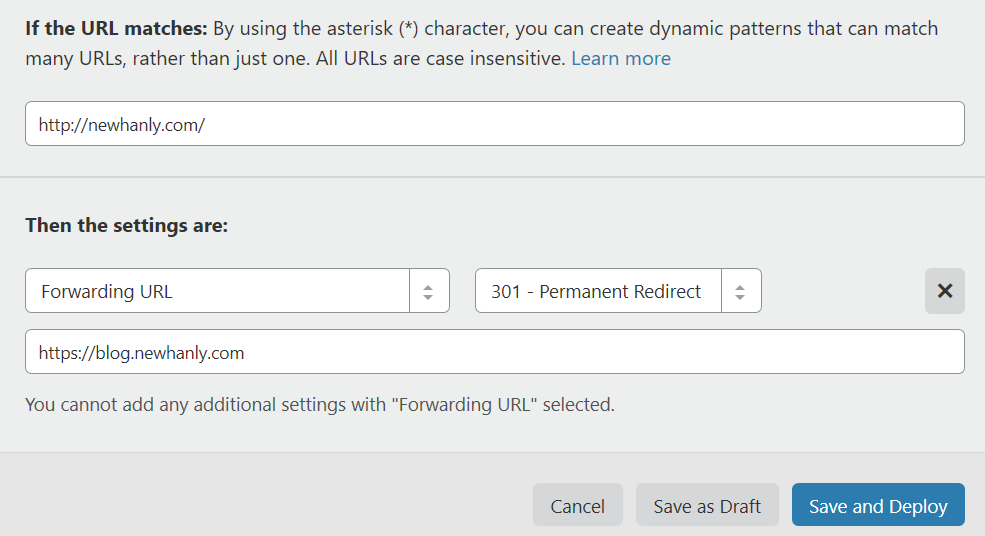 If the URL matches: By using the asterisk (*) character, you can create dynamic patterns that can match
many URLs, rather than just one. All URLs are case insensitive. Learn more
http://newhanly.com/
Then the settings are:
Forwarding URL 301 - Permanent Redirect
https://blog.newhanly.com
You cannot add any additional settings with "Forwarding URL" selected.
Cancel Save as Draft Save and Deploy